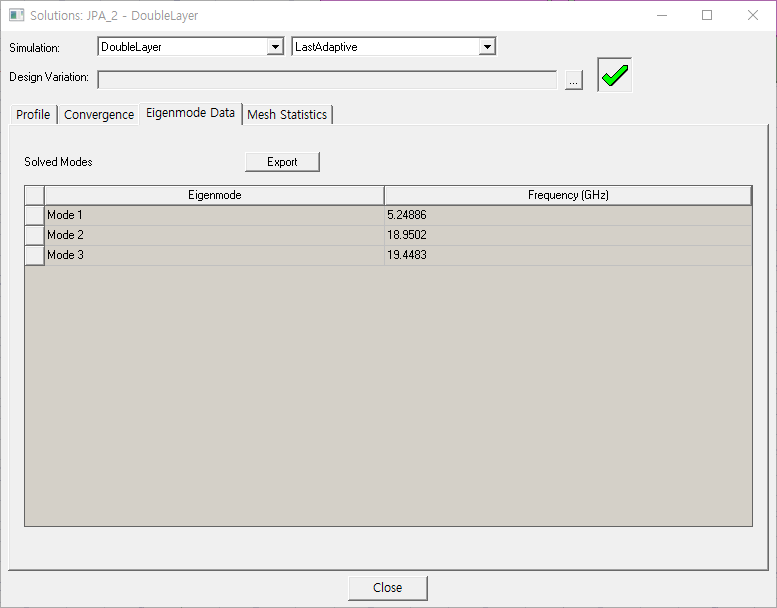 Solutions: JPA_2 - DoubleLayer
Simulation: DoubleLayer LastAdaptive
Design Variation: ...
Profile Convergence Eigenmode Data Mesh Statistics
Solved Modes Export
Eigenmode Frequency (GHz)
Mode 1 5.24886
Mode 2 18.9502
Mode 3 19.4483
Close